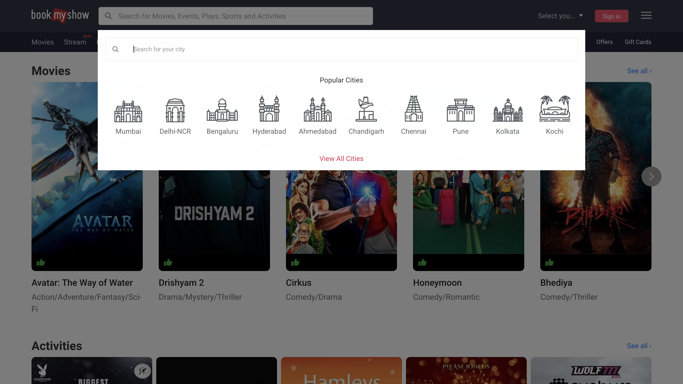 book my show
Search for Movies, Events, Plays, Sports and Activities
Select you...
Sign in
Movies
Stream
Offers
Gift Cards
Search for your city
Popular Cities
Mumbai
Delhi-NCR
Bengaluru
Hyderabad
Ahmedabad
Chandigarh
Chennai
Pune
Kolkata
Kochi
View All Cities
Movies
See all ›
AVATAR
THE WAY OF WATER
DRISHYAM 2
BHEDIYA
Avatar: The Way of Water
Action/Adventure/Fantasy/Sci-
Fi
Drishyam 2
Drama/Mystery/Thriller
Cirkus
Comedy/Drama
Honeymoon
Comedy/Romantic
Bhediya
Comedy/Thriller
Activities
See all ›
PLAYBOY
BIGGEST
Hamleys
PLEASE JOIN US
WOLF777